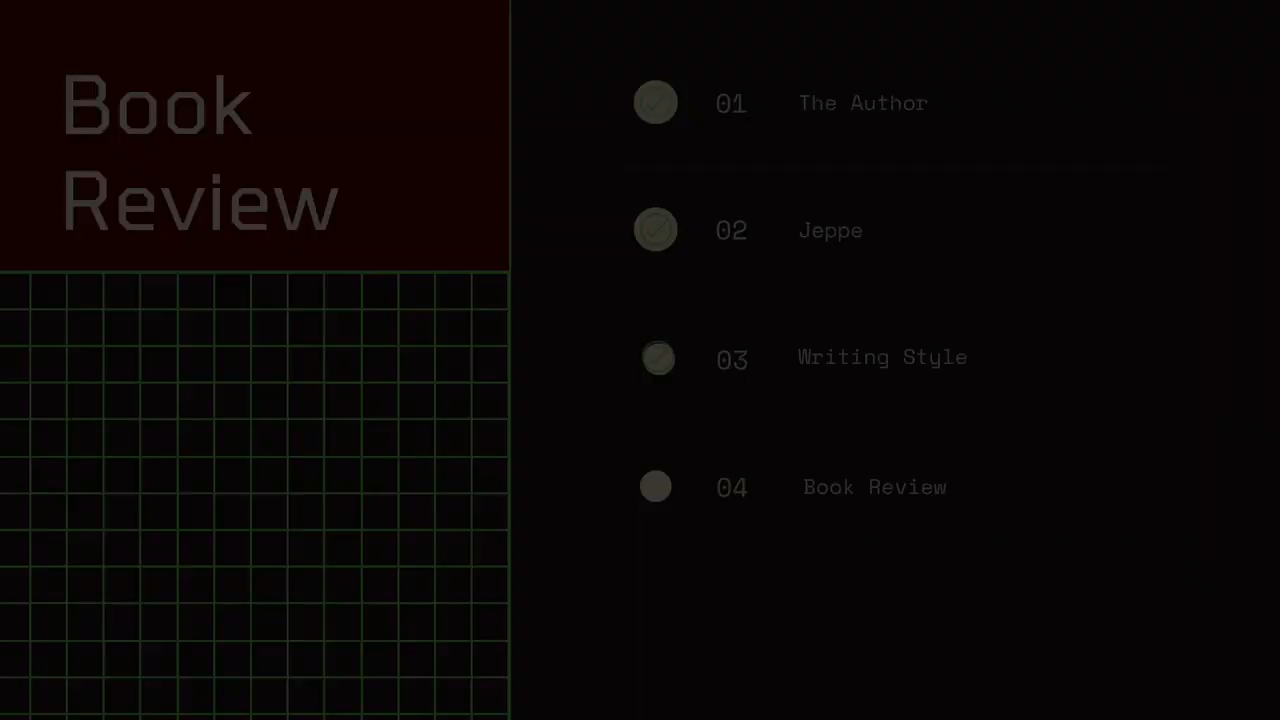 Book
Review
01 The Author
02 Jeppe
03 Writing Style
04 Book Review